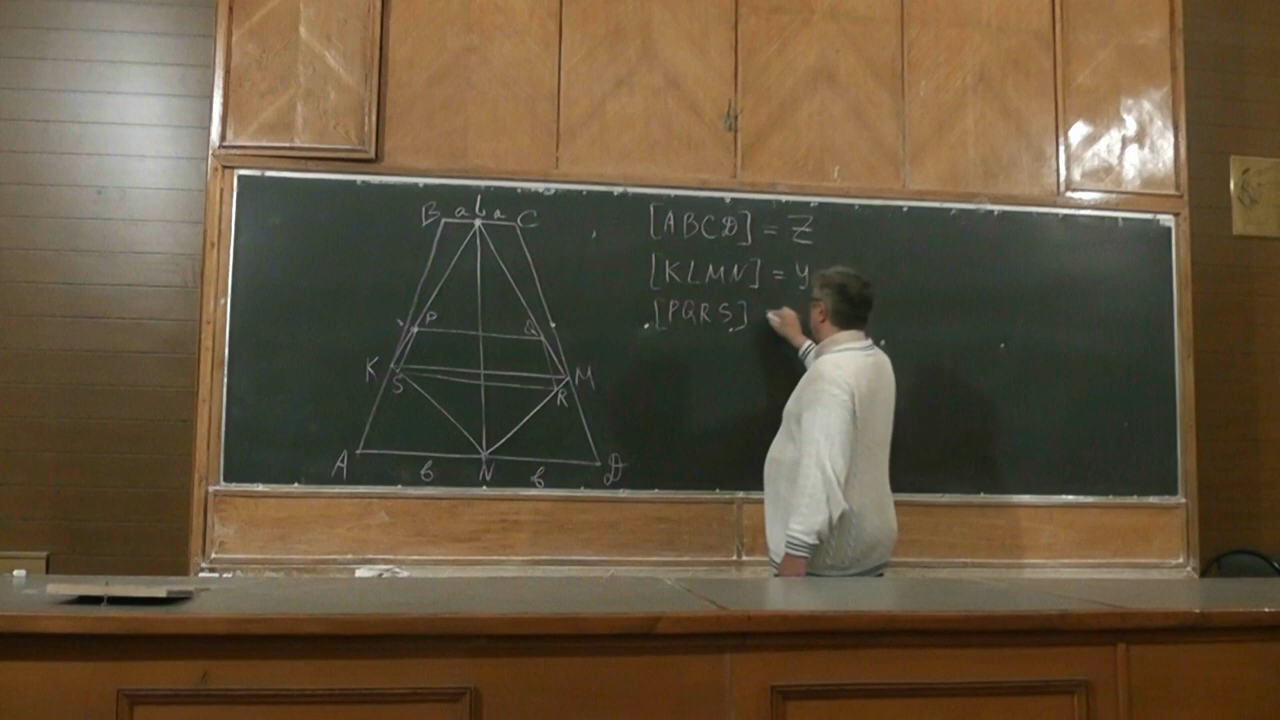 B a L a C
[ABCD] = Z
[KLMN] = y
[PQRS]
P Q
K M
S R
A б N б D